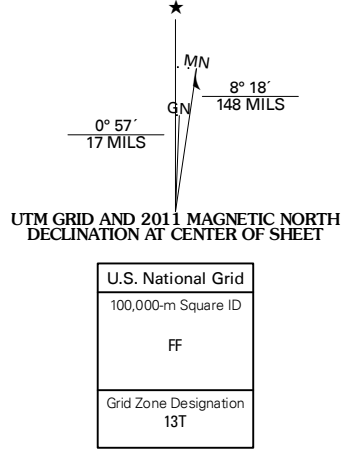 ★
MN
GN
8° 18´
148 MILS
0° 57´
17 MILS
UTM GRID AND 2011 MAGNETIC NORTH
DECLINATION AT CENTER OF SHEET
U.S. National Grid
100,000-m Square ID
FF
Grid Zone Designation
13T